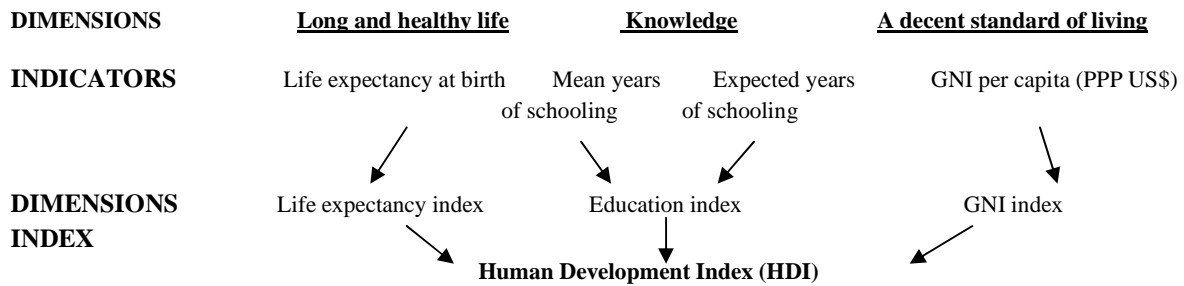 DIMENSIONS Long and healthy life Knowledge A decent standard of living
INDICATORS Life expectancy at birth Mean years Expected years GNI per capita (PPP US$)
of schooling of schooling
DIMENSIONS Life expectancy index Education index GNI index
INDEX
Human Development Index (HDI)